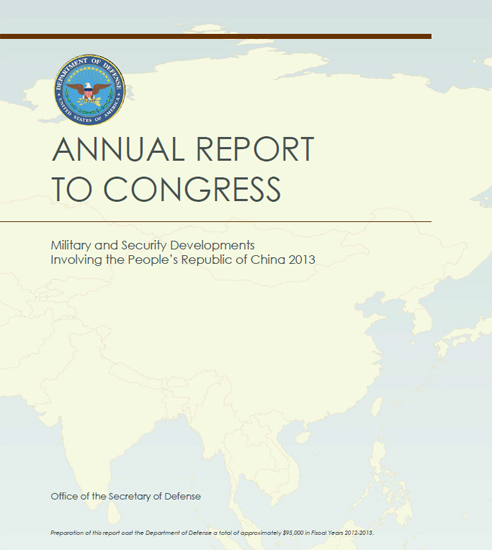 DEPARTMENT OF DEFENSE
UNITED STATES OF AMERICA
ANNUAL REPORT
TO CONGRESS
Military and Security Developments
Involving the People's Republic of China 2013
Office of the Secretary of Defense
Preparation of this report cost the Department of Defense a total of approximately $95,000 in Fiscal Years 2012-2013.